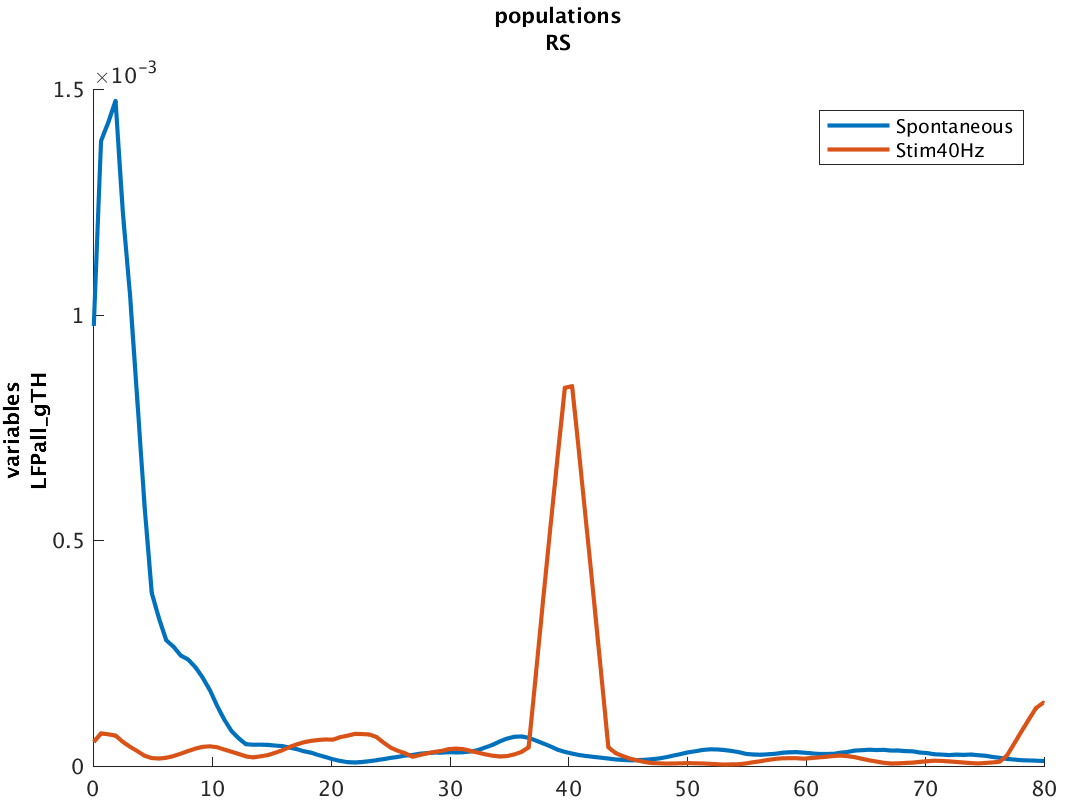 populations
RS
×10⁻³
1.5
1
0.5
0
variables
LFPall_gTH
Spontaneous
Stim40Hz
0 10 20 30 40 50 60 70 80